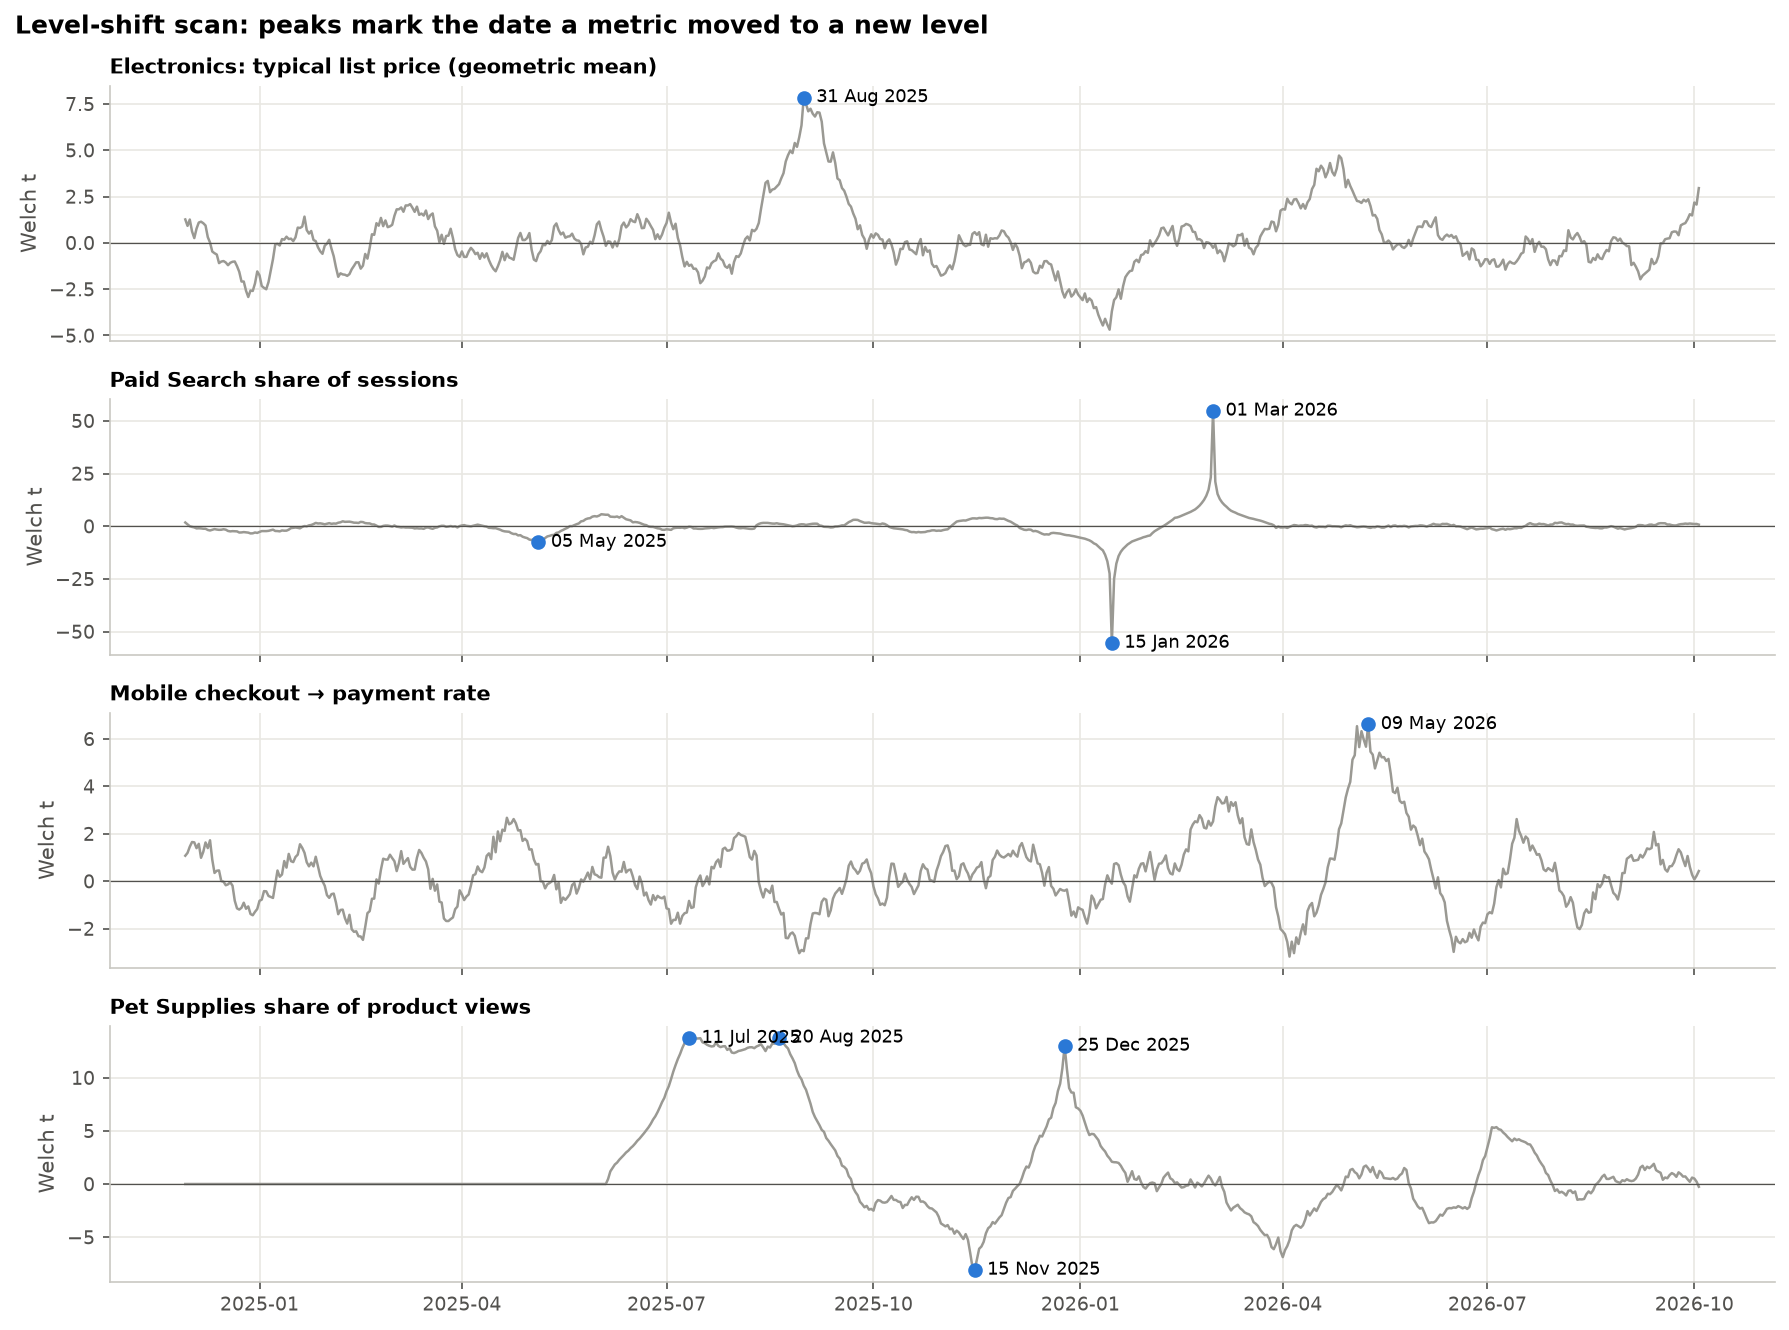 Level-shift scan: peaks mark the date a metric moved to a new level
Electronics: typical list price (geometric mean)
7.5
5.0
2.5
0.0
−2.5
−5.0
Welch t
31 Aug 2025
Paid Search share of sessions
50
25
0
−25
−50
Welch t
05 May 2025
15 Jan 2026
01 Mar 2026
Mobile checkout → payment rate
6
4
2
0
−2
Welch t
09 May 2026
Pet Supplies share of product views
10
5
0
−5
Welch t
11 Jul 2025
20 Aug 2025
15 Nov 2025
25 Dec 2025
2025-01
2025-04
2025-07
2025-10
2026-01
2026-04
2026-07
2026-10